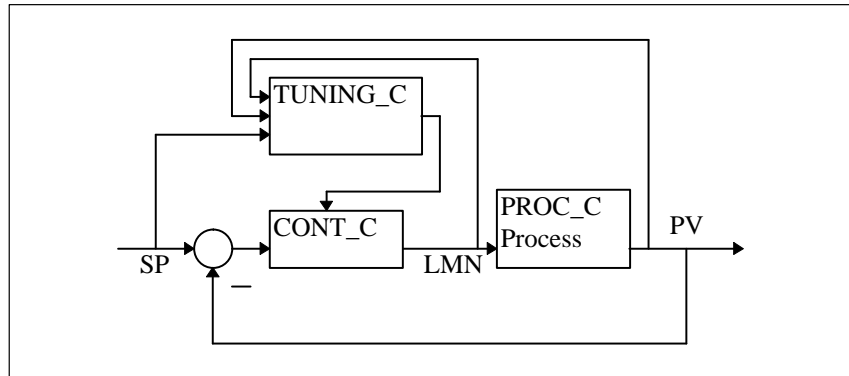 TUNING_C
CONT_C
PROC_C
Process
SP
LMN
PV